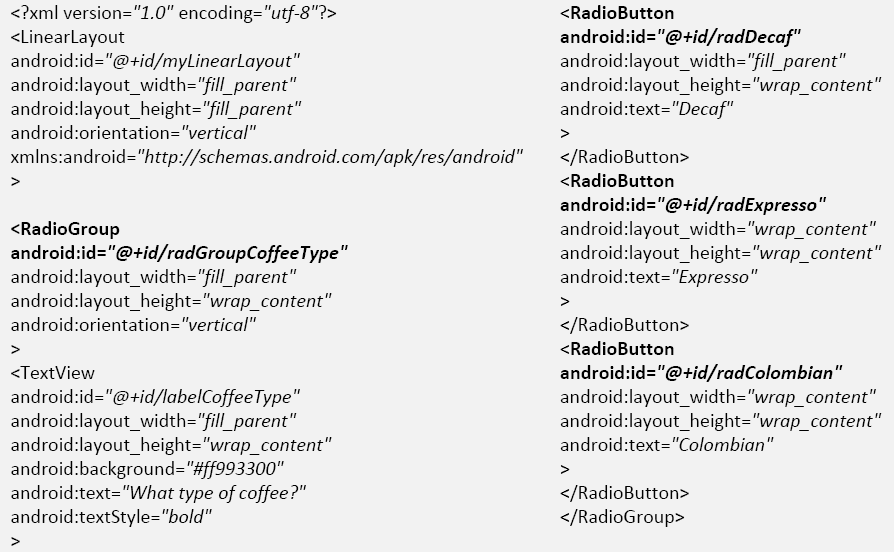 <?xml version="1.0" encoding="utf-8"?>
<LinearLayout
android:id="@+id/myLinearLayout"
android:layout_width="fill_parent"
android:layout_height="fill_parent"
android:orientation="vertical"
xmlns:android="http://schemas.android.com/apk/res/android"
>
<RadioGroup
android:id="@+id/radGroupCoffeeType"
android:layout_width="fill_parent"
android:layout_height="wrap_content"
android:orientation="vertical"
>
<TextView
android:id="@+id/labelCoffeeType"
android:layout_width="fill_parent"
android:layout_height="wrap_content"
android:background="#ff993300"
android:text="What type of coffee?"
android:textStyle="bold"
>
<RadioButton
android:id="@+id/radDecaf"
android:layout_width="fill_parent"
android:layout_height="wrap_content"
android:text="Decaf"
>
</RadioButton>
<RadioButton
android:id="@+id/radExpresso"
android:layout_width="wrap_content"
android:layout_height="wrap_content"
android:text="Expresso"
>
</RadioButton>
<RadioButton
android:id="@+id/radColombian"
android:layout_width="wrap_content"
android:layout_height="wrap_content"
android:text="Colombian"
>
</RadioButton>
</RadioGroup>